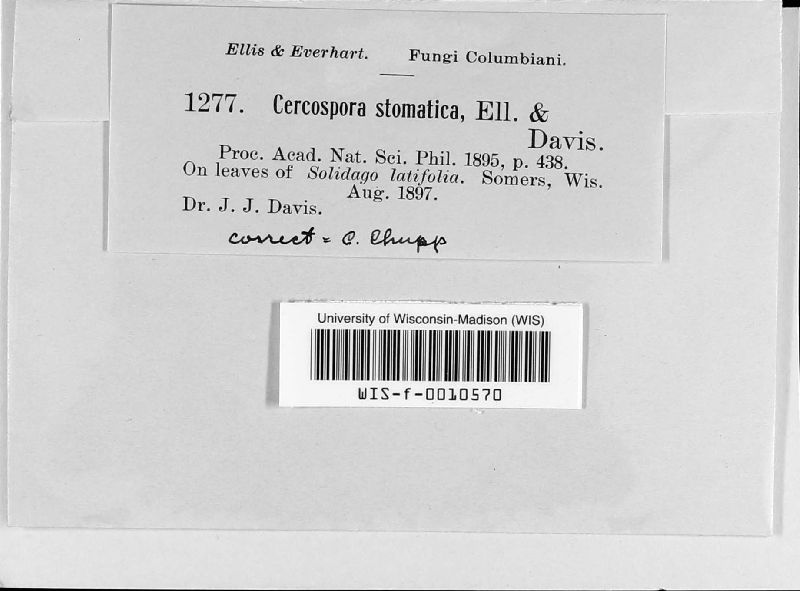 Ellis & Everhart. Fungi Columbiani.
1277. Cercospora stomatica, Ell. &
Davis.
Proc. Acad. Nat. Sci. Phil. 1895, p. 438.
On leaves of Solidago latifolia. Somers, Wis.
Aug. 1897.
Dr. J. J. Davis.
correct = C. Chupp
University of Wisconsin-Madison (WIS)
WIS-f-0010570